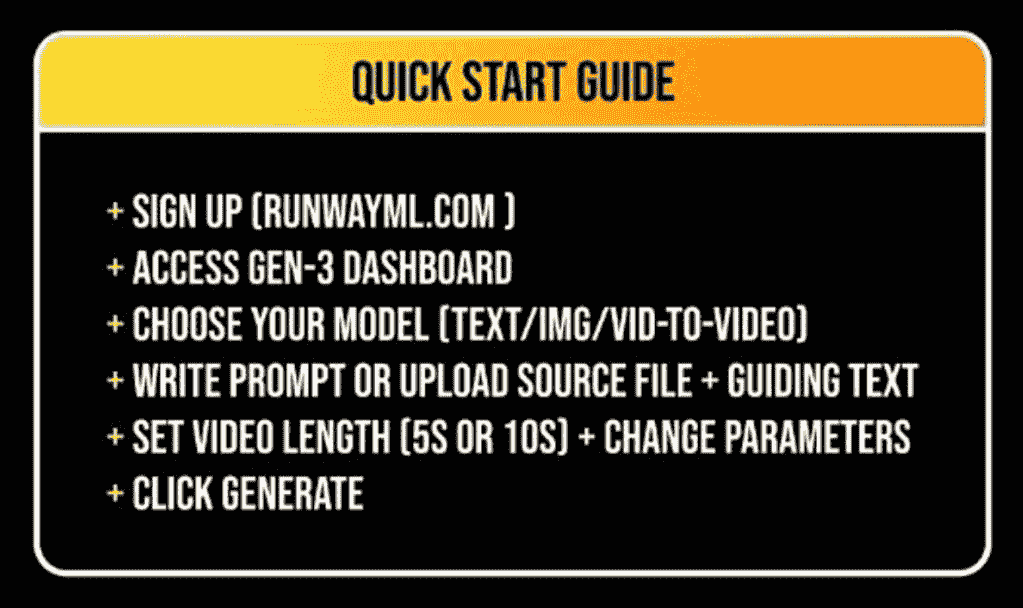 QUICK START GUIDE
+ SIGN UP (RUNWAYML.COM )
+ ACCESS GEN-3 DASHBOARD
+ CHOOSE YOUR MODEL (TEXT/IMG/VID-TO-VIDEO)
+ WRITE PROMPT OR UPLOAD SOURCE FILE + GUIDING TEXT
+ SET VIDEO LENGTH (5S OR 10S) + CHANGE PARAMETERS
+ CLICK GENERATE